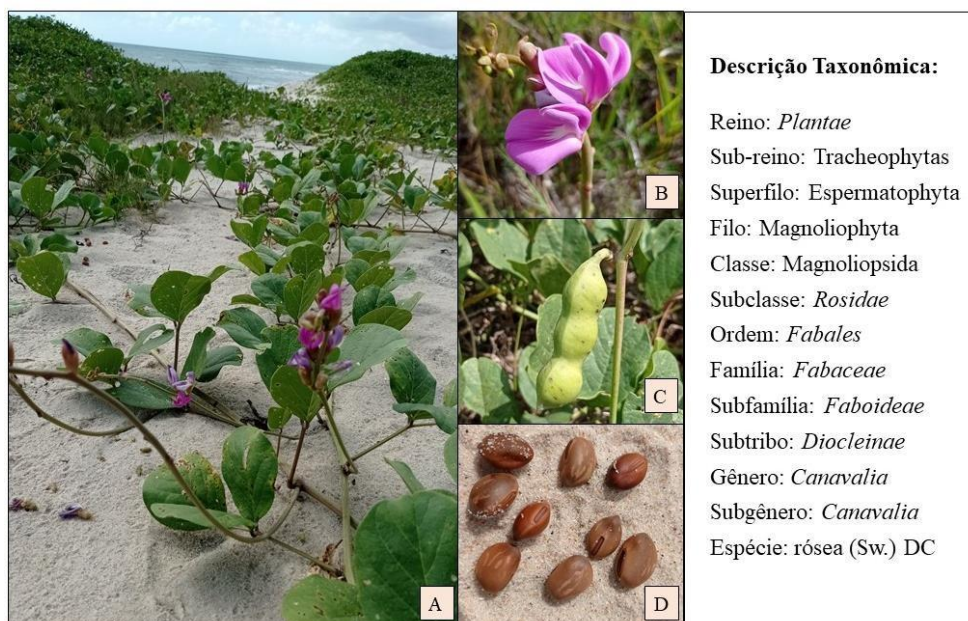 A
B
C
D
Descrição Taxonômica:
Reino: Plantae
Sub-reino: Tracheophytas
Superfilo: Espermatophyta
Filo: Magnoliophyta
Classe: Magnoliopsida
Subclasse: Rosidae
Ordem: Fabales
Família: Fabaceae
Subfamília: Faboideae
Subtribo: Diocleinae
Gênero: Canavalia
Subgênero: Canavalia
Espécie: rósea (Sw.) DC